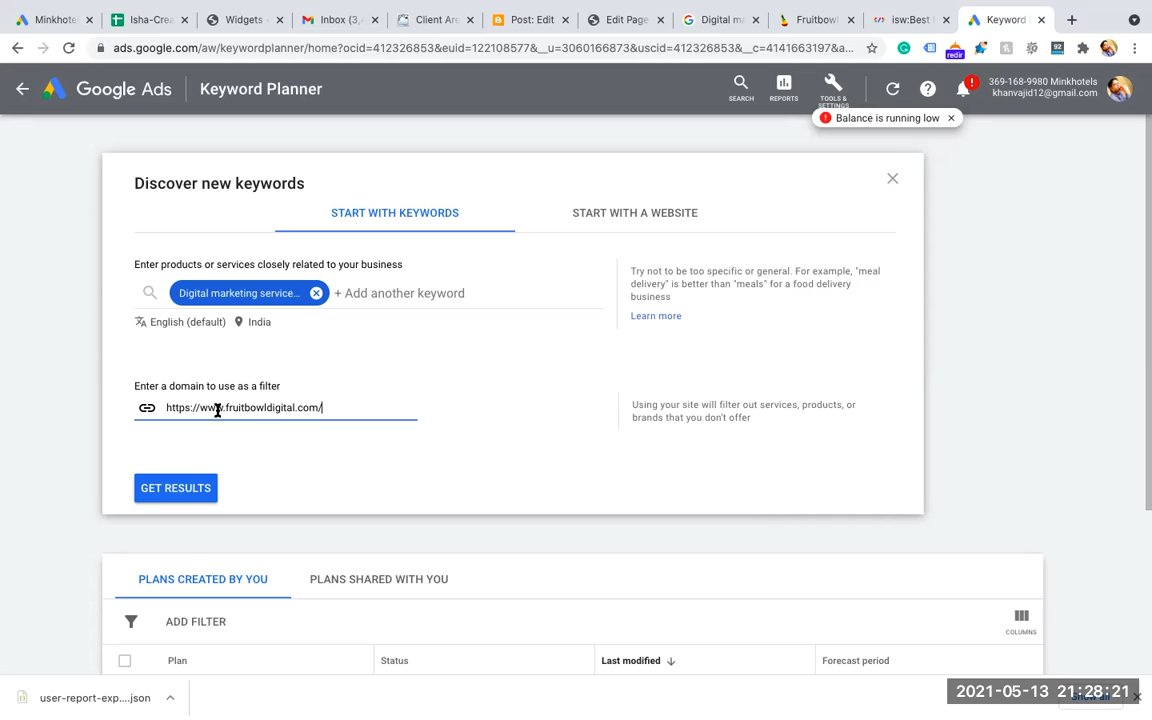 Minkhote
Isha-Crea
Widgets
Inbox (3,
Client Are
Post: Edit
Edit Page
Digital m
Fruitbowl
isw:Best
Keyword
ads.google.com/aw/keywordplanner/home?ocid=412326853&euid=122108577&__u=3060166873&uscid=412326853&__c=4141663197&a...
redir
92
Google Ads
Keyword Planner
SEARCH
REPORTS
TOOLS &
SETTINGS
369-168-9980 Minkhotels
khanvajid12@gmail.com
Balance is running low
Discover new keywords
START WITH KEYWORDS
START WITH A WEBSITE
Enter products or services closely related to your business
Digital marketing service...
+ Add another keyword
English (default)
India
Try not to be too specific or general. For example, "meal
delivery" is better than "meals" for a food delivery
business
Learn more
Enter a domain to use as a filter
https://www.fruitbowldigital.com/
Using your site will filter out services, products, or
brands that you don't offer
GET RESULTS
PLANS CREATED BY YOU
PLANS SHARED WITH YOU
ADD FILTER
COLUMNS
Plan
Status
Last modified
Forecast period
user-report-exp....json
2021-05-13 21:28:21